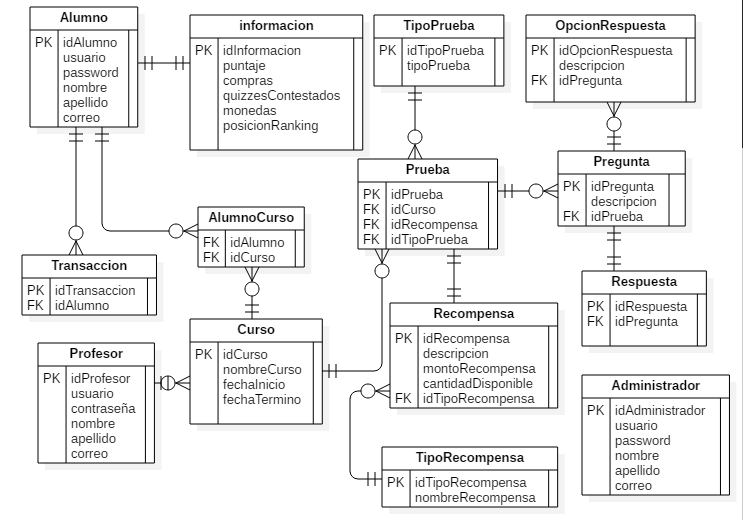 Alumno
PK idAlumno
usuario
password
nombre
apellido
correo
informacion
PK idInformacion
puntaje
compras
quizzesContestados
monedas
posicionRanking
TipoPrueba
PK idTipoPrueba
tipoPrueba
OpcionRespuesta
PK idOpcionRespuesta
descripcion
FK idPregunta
Prueba
PK idPrueba
FK idCurso
FK idRecompensa
FK idTipoPrueba
Pregunta
PK idPregunta
descripcion
FK idPrueba
AlumnoCurso
FK idAlumno
FK idCurso
Transaccion
PK idTransaccion
FK idAlumno
Respuesta
PK idRespuesta
FK idPregunta
Recompensa
PK idRecompensa
descripcion
montoRecompensa
cantidadDisponible
FK idTipoRecompensa
Curso
PK idCurso
nombreCurso
fechaInicio
fechaTermino
Profesor
PK idProfesor
usuario
contraseña
nombre
apellido
correo
Administrador
PK idAdministrador
usuario
password
nombre
apellido
correo
TipoRecompensa
PK idTipoRecompensa
nombreRecompensa